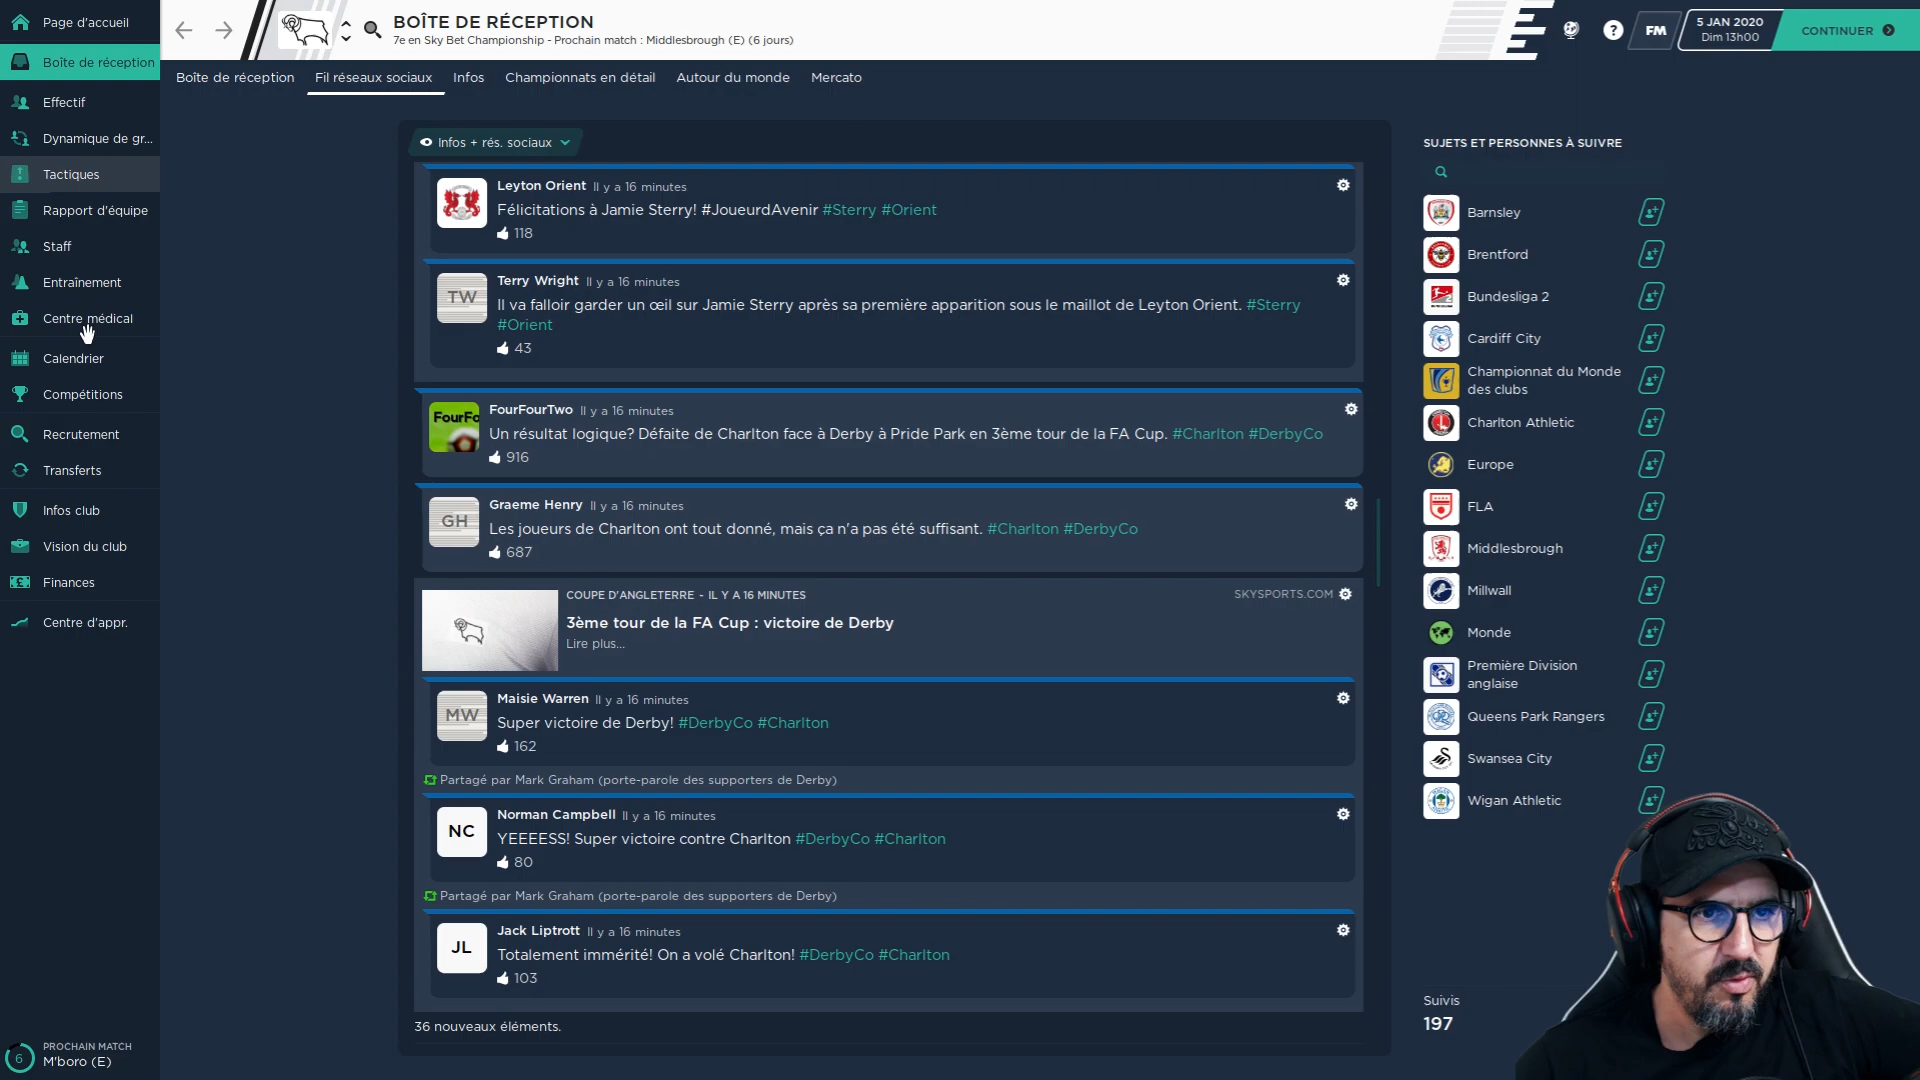 Page d'accueil
Boîte de réception
Effectif
Dynamique de gr...
Tactiques
Rapport d'équipe
Staff
Entraînement
Centre médical
Calendrier
Compétitions
Recrutement
Transferts
Infos club
Vision du club
Finances
Centre d'appr.
6
PROCHAIN MATCH
M'boro (E)
BOÎTE DE RÉCEPTION
7e en Sky Bet Championship - Prochain match : Middlesbrough (E) (6 jours)
?
FM
5 JAN 2020
Dim 13h00
CONTINUER
Boîte de réception
Fil réseaux sociaux
Infos
Championnats en détail
Autour du monde
Mercato
Infos + rés. sociaux
Leyton Orient Il y a 16 minutes
Félicitations à Jamie Sterry! #JoueurdAvenir #Sterry #Orient
118
TW
Terry Wright Il y a 16 minutes
Il va falloir garder un œil sur Jamie Sterry après sa première apparition sous le maillot de Leyton Orient. #Sterry
#Orient
43
FourFo
FourFourTwo Il y a 16 minutes
Un résultat logique? Défaite de Charlton face à Derby à Pride Park en 3ème tour de la FA Cup. #Charlton #DerbyCo
916
GH
Graeme Henry Il y a 16 minutes
Les joueurs de Charlton ont tout donné, mais ça n'a pas été suffisant. #Charlton #DerbyCo
687
COUPE D'ANGLETERRE - IL Y A 16 MINUTES
SKYSPORTS.COM
3ème tour de la FA Cup : victoire de Derby
Lire plus...
MW
Maisie Warren Il y a 16 minutes
Super victoire de Derby! #DerbyCo #Charlton
162
Partagé par Mark Graham (porte-parole des supporters de Derby)
NC
Norman Campbell Il y a 16 minutes
YEEEESS! Super victoire contre Charlton #DerbyCo #Charlton
80
Partagé par Mark Graham (porte-parole des supporters de Derby)
JL
Jack Liptrott Il y a 16 minutes
Totalement immérité! On a volé Charlton! #DerbyCo #Charlton
103
36 nouveaux éléments.
SUJETS ET PERSONNES À SUIVRE
Barnsley
Brentford
Bundesliga 2
Cardiff City
Championnat du Monde
des clubs
Charlton Athletic
Europe
FLA
Middlesbrough
Millwall
Monde
Première Division
anglaise
Queens Park Rangers
Swansea City
Wigan Athletic
Suivis
197